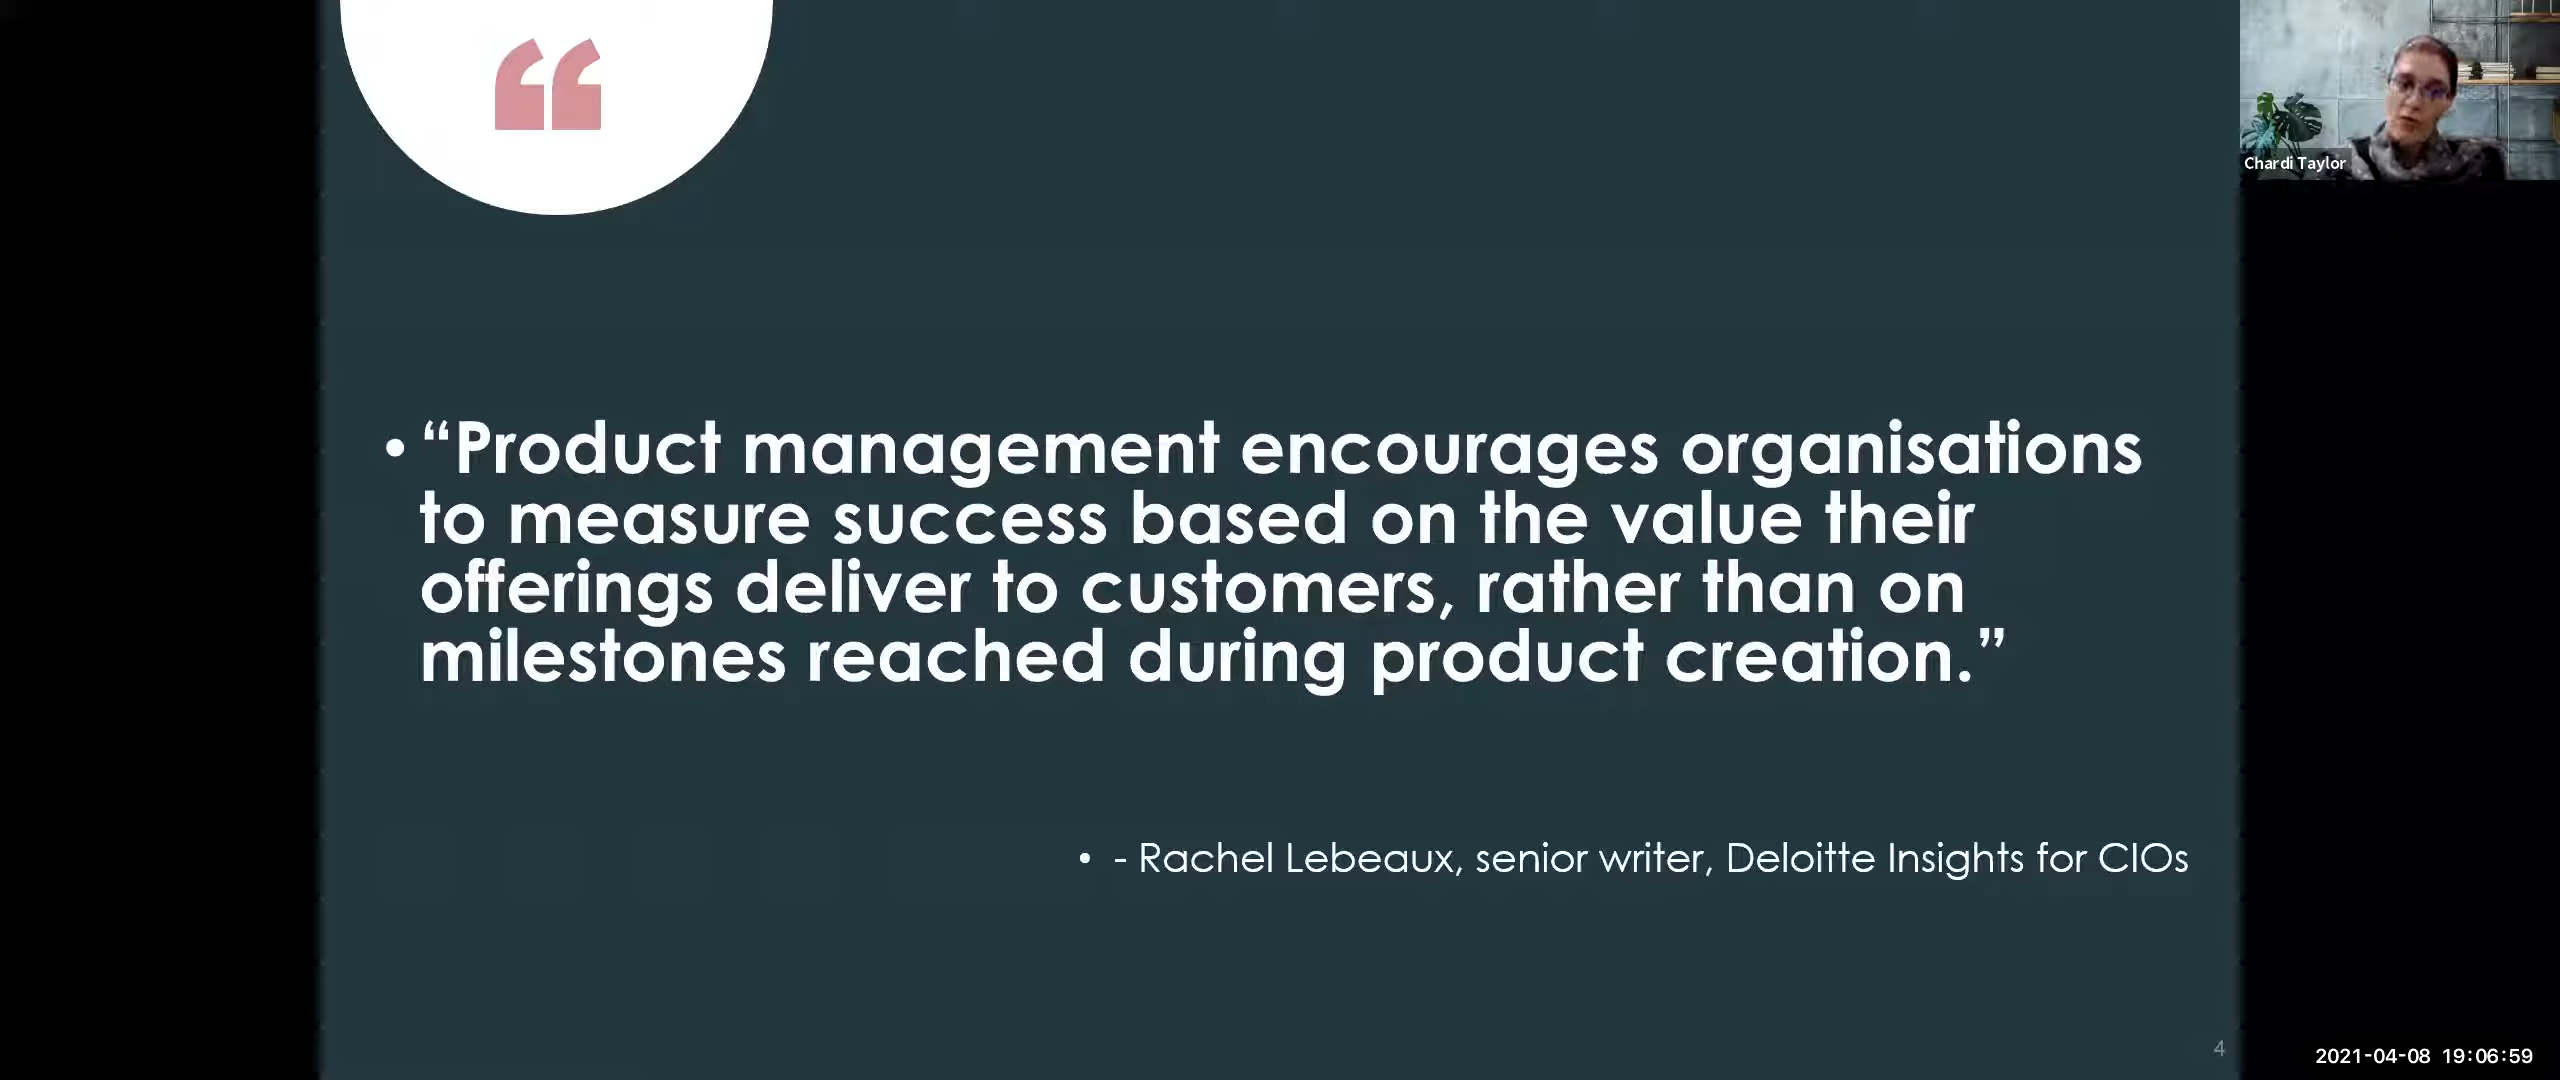 “
Chardi Taylor
• “Product management encourages organisations
to measure success based on the value their
offerings deliver to customers, rather than on
milestones reached during product creation.”
• - Rachel Lebeaux, senior writer, Deloitte Insights for CIOs
4
2021-04-08 19:06:59